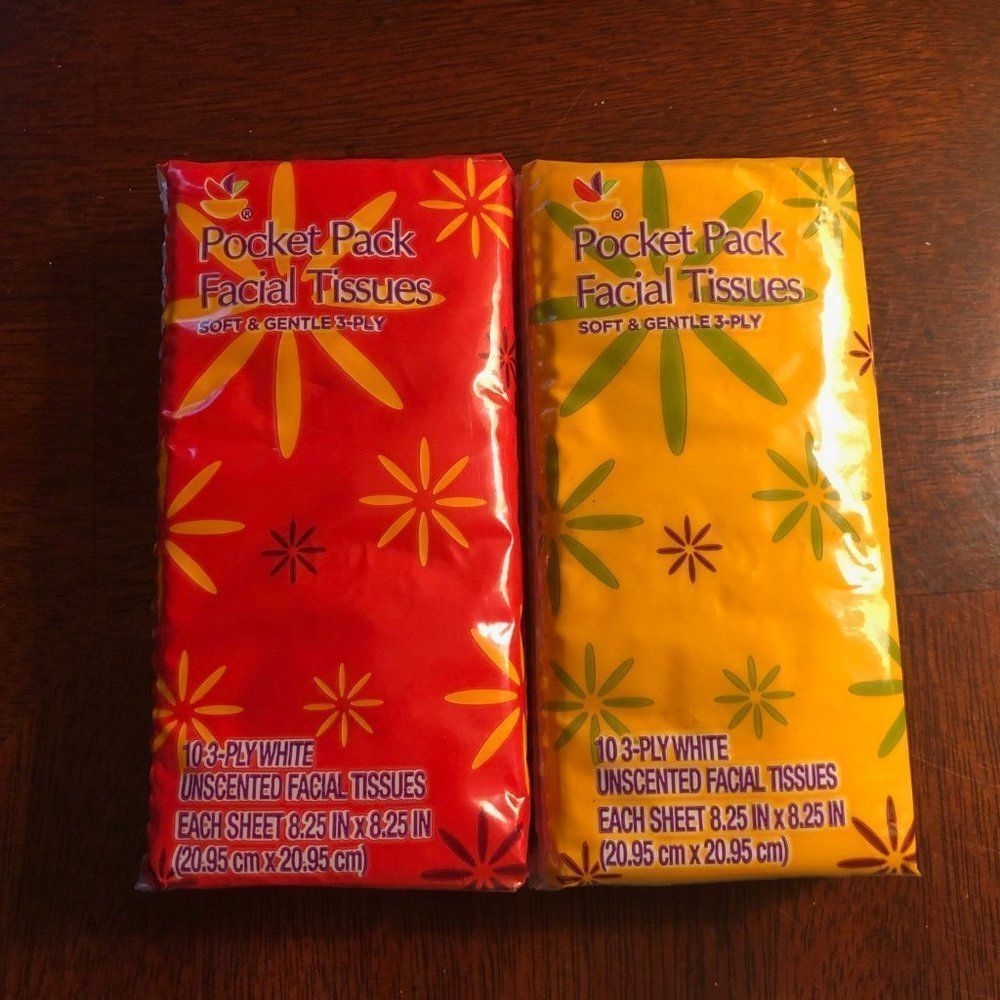 ®
Pocket Pack
Facial Tissues
SOFT & GENTLE 3-PLY
10 3-PLY WHITE
UNSCENTED FACIAL TISSUES
EACH SHEET 8.25 IN x 8.25 IN
(20.95 cm x 20.95 cm)
®
Pocket Pack
Facial Tissues
SOFT & GENTLE 3-PLY
10 3-PLY WHITE
UNSCENTED FACIAL TISSUES
EACH SHEET 8.25 IN x 8.25 IN
(20.95 cm x 20.95 cm)